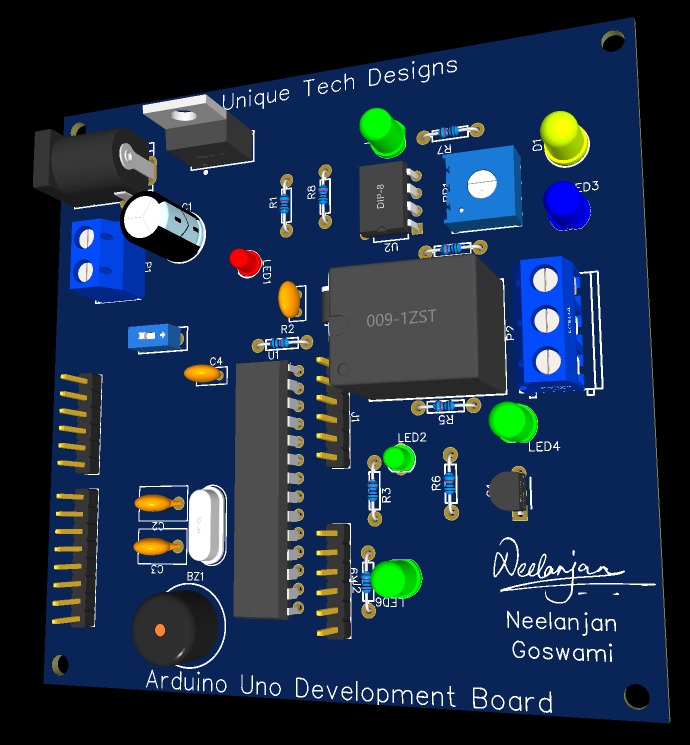 Unique Tech Designs
R7
D1
C1
R1
R8
DIP-8
U2
LED3
P1
LED1
009-1ZST
R2
U1
P2
C4
J1
R5
LED2
LED4
R3
R6
C2
C3
BZ1
LED6
Neelanjan
Neelanjan
Goswami
Arduino Uno Development Board